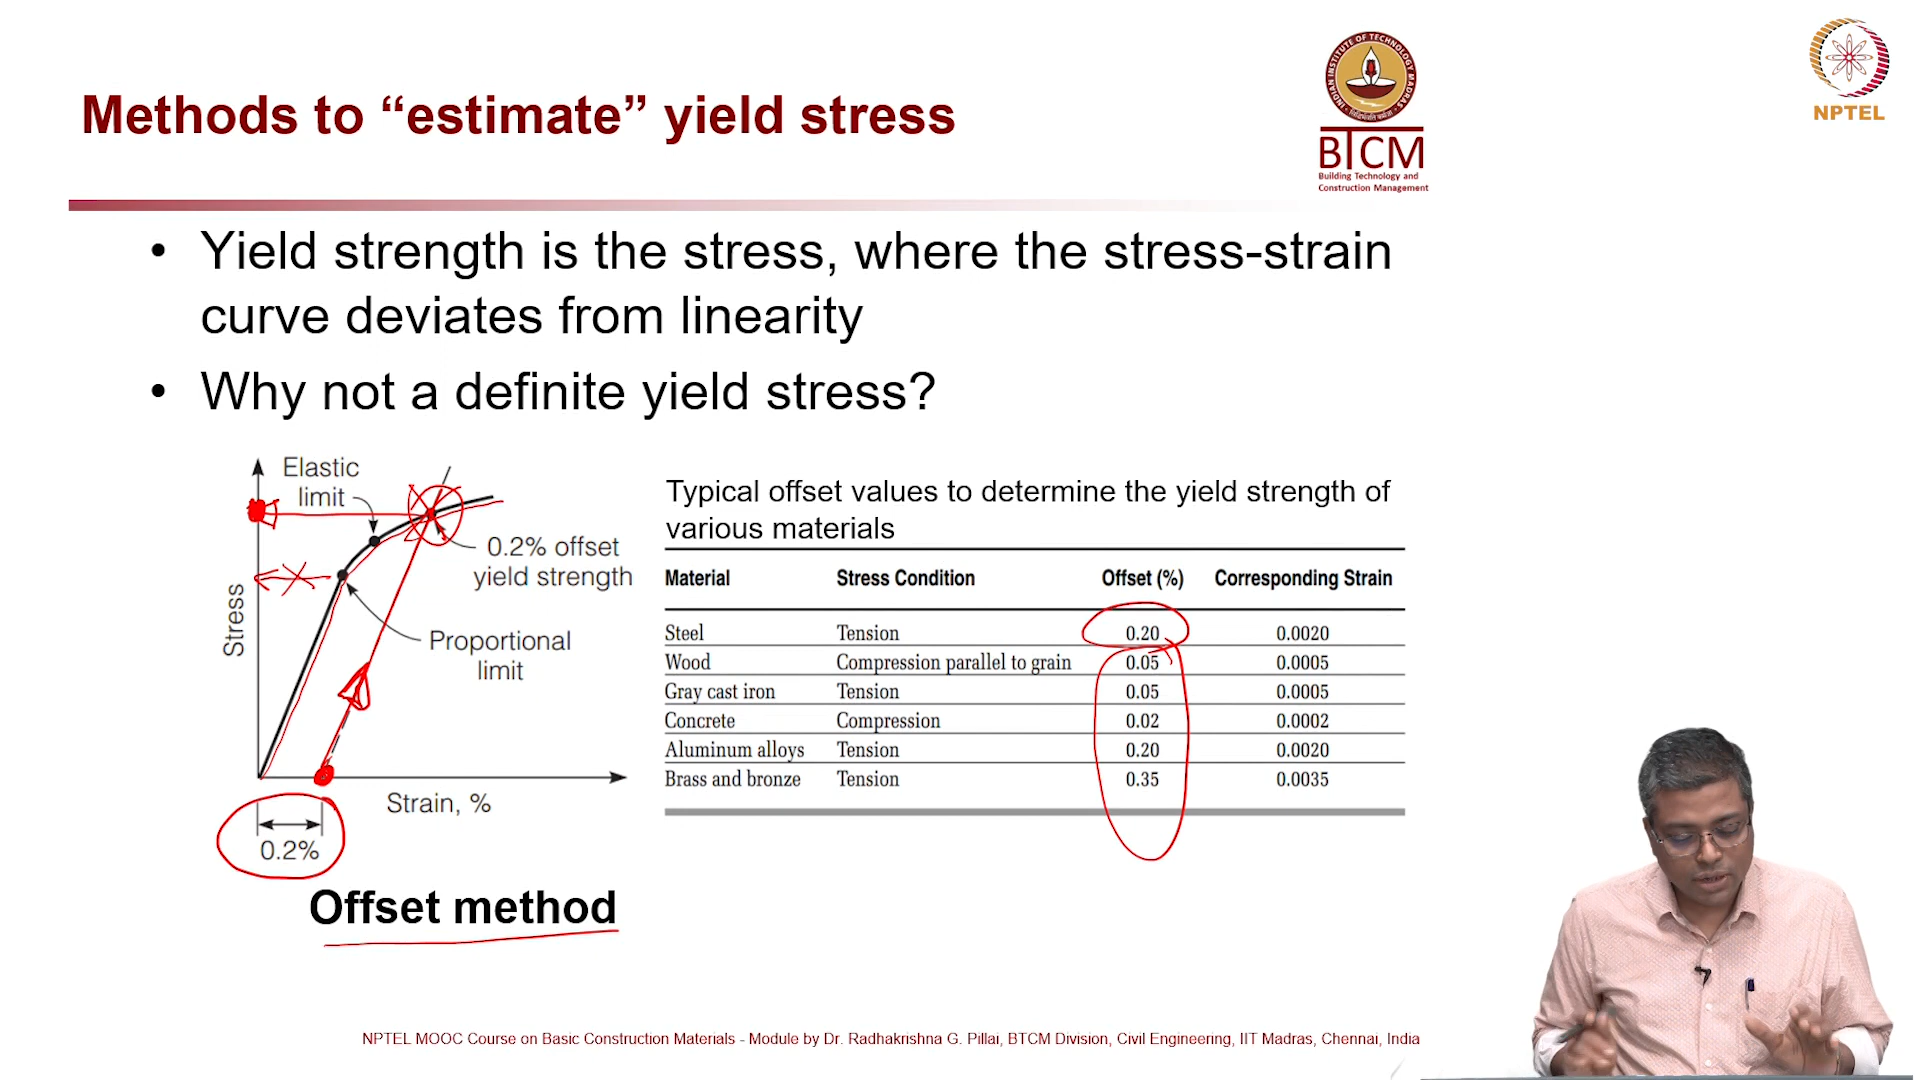 Methods to “estimate” yield stress
INDIAN INSTITUTE OF TECHNOLOGY MADRAS
BTCM
Building Technology and
Construction Management
NPTEL
• Yield strength is the stress, where the stress-strain
curve deviates from linearity
• Why not a definite yield stress?
Elastic
limit
0.2% offset
yield strength
Proportional
limit
Stress
Strain, %
0.2%
Offset method
Typical offset values to determine the yield strength of
various materials
Material Stress Condition Offset (%) Corresponding Strain
Steel Tension 0.20 0.0020
Wood Compression parallel to grain 0.05 0.0005
Gray cast iron Tension 0.05 0.0005
Concrete Compression 0.02 0.0002
Aluminum alloys Tension 0.20 0.0020
Brass and bronze Tension 0.35 0.0035
NPTEL MOOC Course on Basic Construction Materials - Module by Dr. Radhakrishna G. Pillai, BTCM Division, Civil Engineering, IIT Madras, Chennai, India